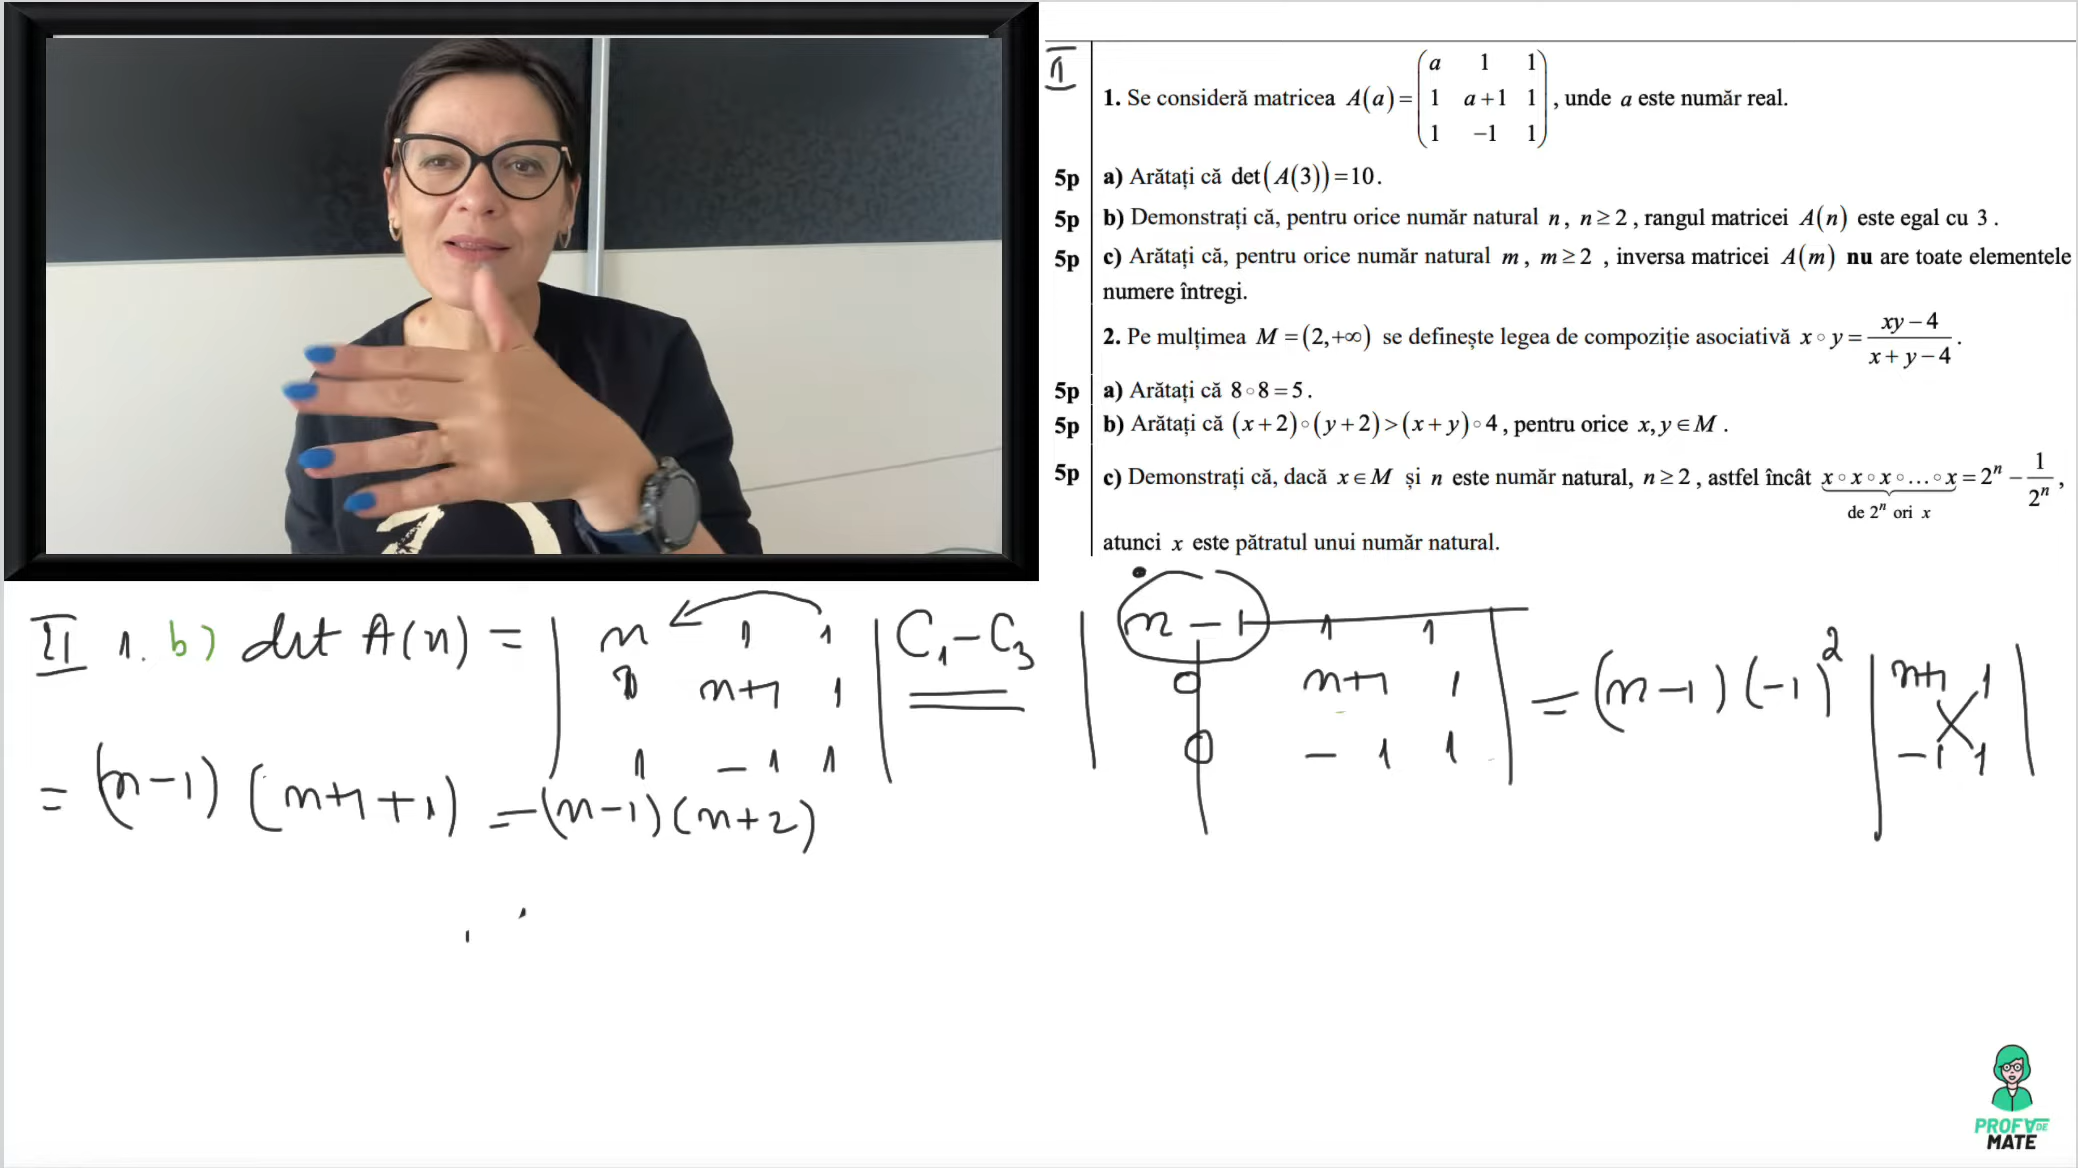 II
1. Se consideră matricea A(a) = (a 1 1; 1 a+1 1; 1 −1 1), unde a este număr real.
5p a) Arătați că det(A(3)) = 10.
5p b) Demonstrați că, pentru orice număr natural n, n ≥ 2, rangul matricei A(n) este egal cu 3.
5p c) Arătați că, pentru orice număr natural m, m ≥ 2, inversa matricei A(m) nu are toate elementele
numere întregi.
2. Pe mulțimea M = (2,+∞) se definește legea de compoziție asociativă x ∘ y = (xy − 4)/(x + y − 4).
5p a) Arătați că 8 ∘ 8 = 5.
5p b) Arătați că (x+2) ∘ (y+2) > (x+y) ∘ 4, pentru orice x, y ∈ M.
5p c) Demonstrați că, dacă x ∈ M și n este număr natural, n ≥ 2, astfel încât x ∘ x ∘ x ∘ … ∘ x = 2ⁿ − 1/2ⁿ,
de 2ⁿ ori x
atunci x este pătratul unui număr natural.
II 1. b) det A(n) = | n 1 1 | C₁−C₃ | n−1 1 1 |
| 1 n+1 1 | | 0 n+1 1 | = (n−1)(−1)² | n+1 1 |
| 1 −1 1 | | 0 −1 1 | | −1 1 |
= (n−1) (n+1+1) = (n−1)(n+2)
PROFA DE
MATE